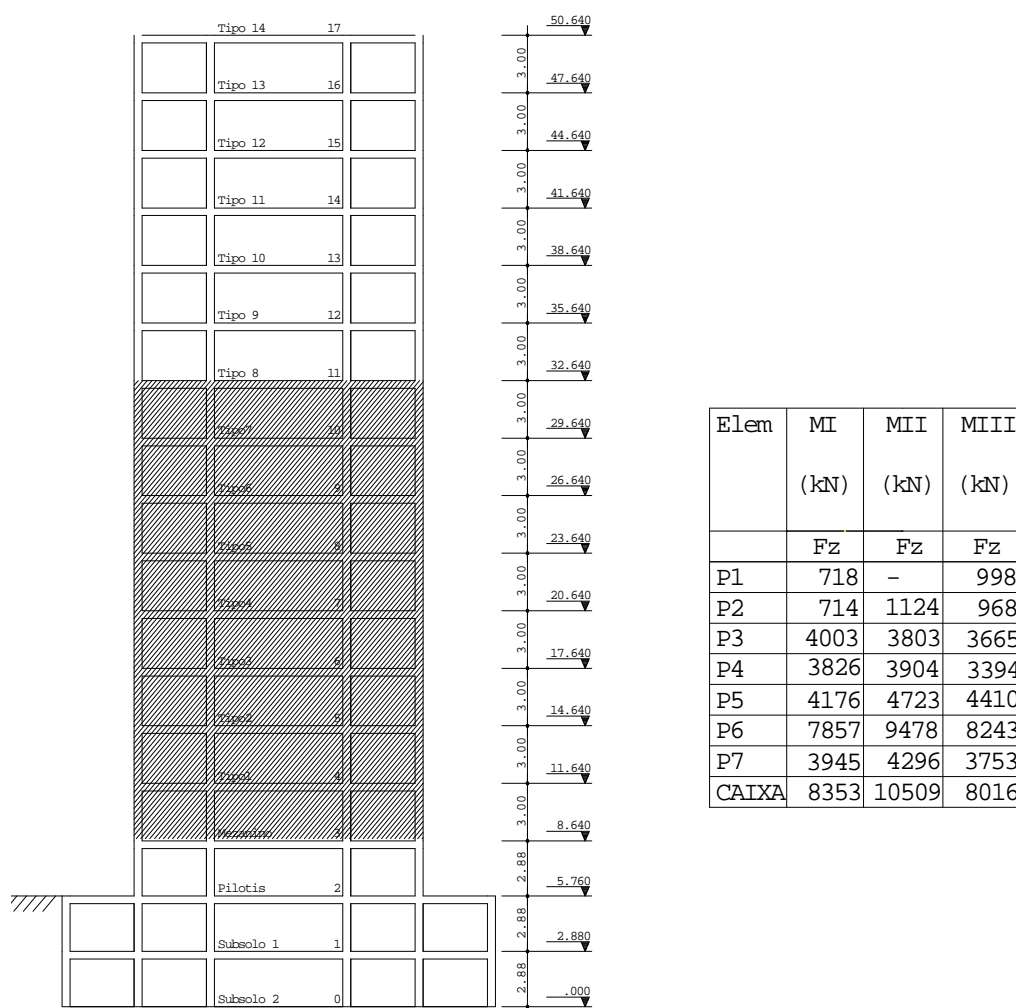 Tipo 14 17
50.640
3.00
Tipo 13 16
47.640
3.00
Tipo 12 15
44.640
3.00
Tipo 11 14
41.640
3.00
Tipo 10 13
38.640
3.00
Tipo 9 12
35.640
3.00
Tipo 8 11
32.640
3.00
Tipo7 10
29.640
3.00
Tipo6 9
26.640
3.00
Tipo5 8
23.640
3.00
Tipo4 7
20.640
3.00
Tipo3 6
17.640
3.00
Tipo2 5
14.640
3.00
Tipo1 4
11.640
3.00
Mezanino 3
8.640
2.88
Pilotis 2
5.760
2.88
Subsolo 1 1
2.880
2.88
Subsolo 2 0
.000
Elem MI MII MIII
(kN) (kN) (kN)
Fz Fz Fz
P1 718 - 998
P2 714 1124 968
P3 4003 3803 3665
P4 3826 3904 3394
P5 4176 4723 4410
P6 7857 9478 8243
P7 3945 4296 3753
CAIXA 8353 10509 8016